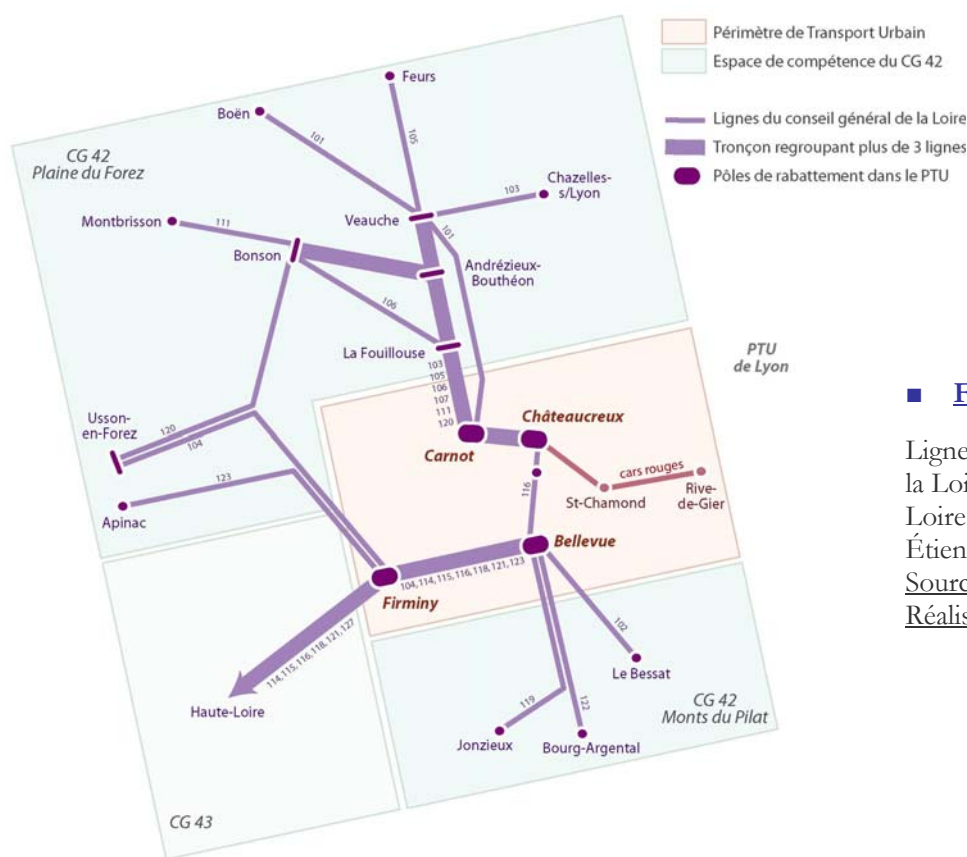 Périmètre de Transport Urbain
Espace de compétence du CG 42
Lignes du conseil général de la Loire
Tronçon regroupant plus de 3 lignes
Pôles de rabattement dans le PTU
Feurs
Boën
101
105
CG 42
Plaine du Forez
103
Chazelles-
s/Lyon
Montbrisson
111
Veauche
101
Bonson
Andrézieux-
Bouthéon
106
La Fouillouse
103
105
106
107
111
120
PTU
de Lyon
Usson-
en-Forez
120
104
Carnot
Châteaucreux
cars rouges
116
St-Chamond
Rive-
de-Gier
123
Apinac
Bellevue
104, 114, 115, 116, 118, 121, 123
Firminy
114, 115, 116, 118, 121, 127
102
Le Bessat
Haute-Loire
119
122
CG 42
Monts du Pilat
Jonzieux
Bourg-Argental
CG 43
Ligne
la Loi
Loire
Étien
Sourc
Réalis